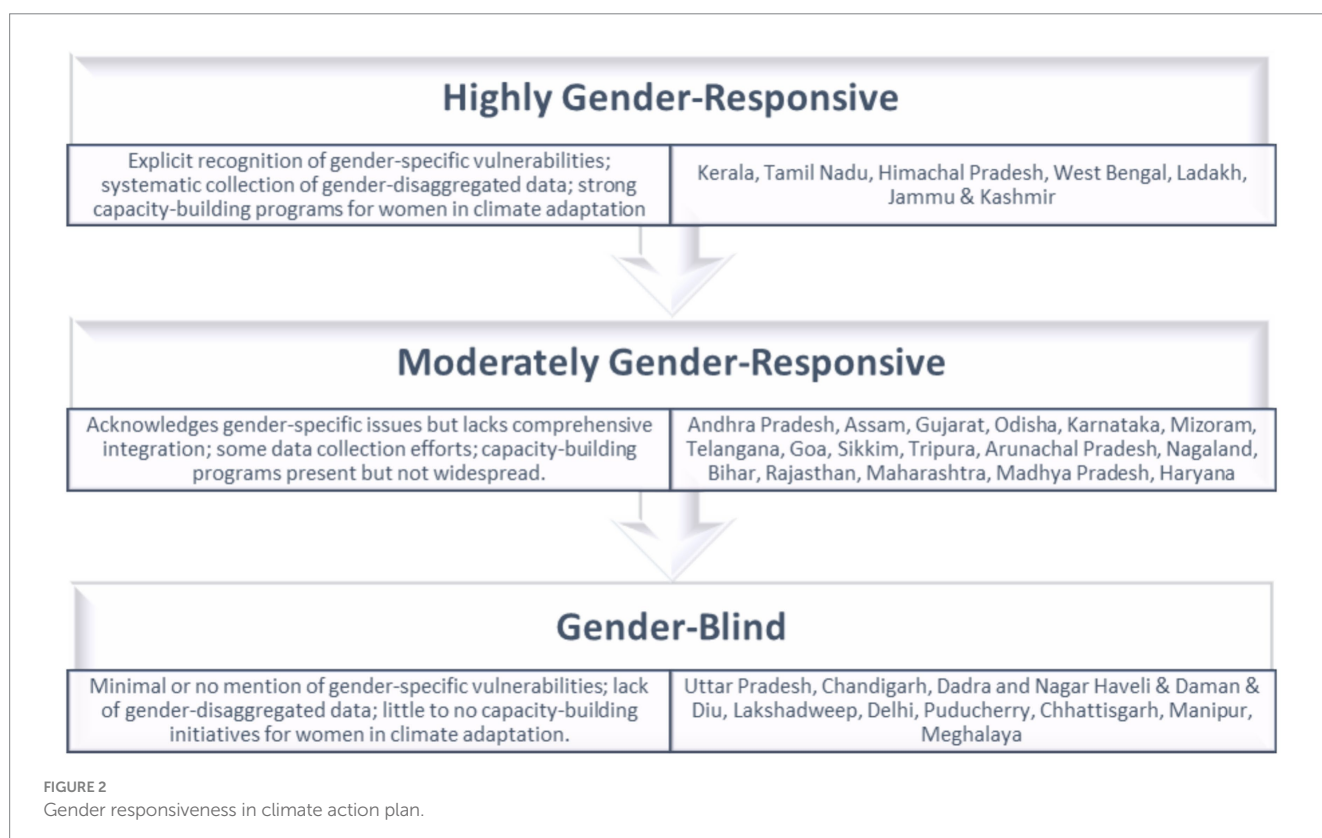 Highly Gender-Responsive
Explicit recognition of gender-specific vulnerabilities;
systematic collection of gender-disaggregated data; strong
capacity-building programs for women in climate adaptation
Kerala, Tamil Nadu, Himachal Pradesh, West Bengal, Ladakh,
Jammu & Kashmir
Moderately Gender-Responsive
Acknowledges gender-specific issues but lacks comprehensive
integration; some data collection efforts; capacity-building
programs present but not widespread.
Andhra Pradesh, Assam, Gujarat, Odisha, Karnataka, Mizoram,
Telangana, Goa, Sikkim, Tripura, Arunachal Pradesh, Nagaland,
Bihar, Rajasthan, Maharashtra, Madhya Pradesh, Haryana
Gender-Blind
Minimal or no mention of gender-specific vulnerabilities; lack
of gender-disaggregated data; little to no capacity-building
initiatives for women in climate adaptation.
Uttar Pradesh, Chandigarh, Dadra and Nagar Haveli & Daman &
Diu, Lakshadweep, Delhi, Puducherry, Chhattisgarh, Manipur,
Meghalaya
FIGURE 2
Gender responsiveness in climate action plan.